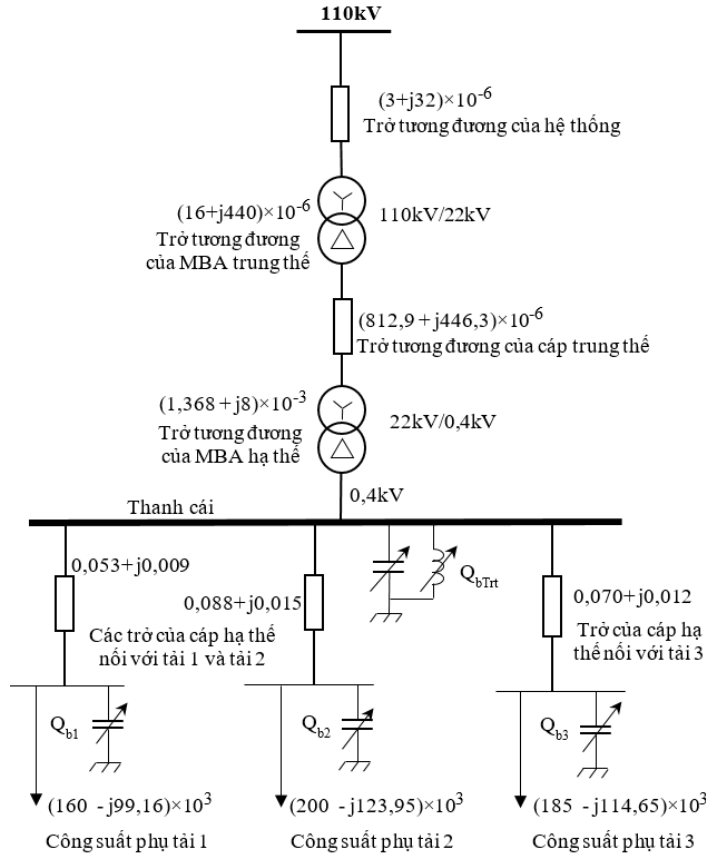 110kV
(3+j32)×10⁻⁶
Trở tương đương của hệ thống
(16+j440)×10⁻⁶
110kV/22kV
Trở tương đương
của MBA trung thế
(812,9 + j446,3)×10⁻⁶
Trở tương đương của cáp trung thế
(1,368 + j8)×10⁻³
22kV/0,4kV
Trở tương đương
của MBA hạ thế
0,4kV
Thanh cái
0,053+j0,009
0,088+j0,015
Q_bTrt
0,070+j0,012
Các trở của cáp hạ thế
nối với tải 1 và tải 2
Trở của cáp hạ
thế nối với tải 3
Q_b1
Q_b2
Q_b3
(160 - j99,16)×10³
(200 - j123,95)×10³
(185 - j114,65)×10³
Công suất phụ tải 1
Công suất phụ tải 2
Công suất phụ tải 3